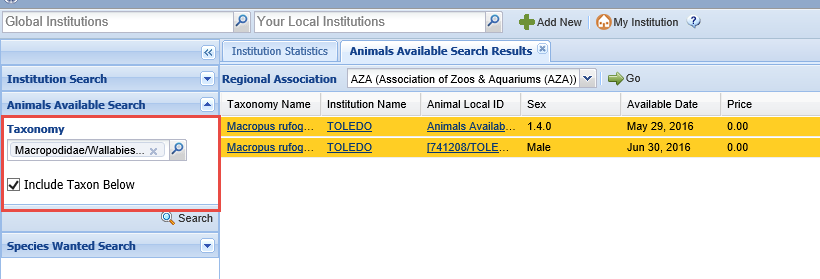 Global Institutions Your Local Institutions Add New My Institution
Institution Statistics Animals Available Search Results
Institution Search
Regional Association AZA (Association of Zoos & Aquariums (AZA)) Go
Animals Available Search
Taxonomy Name Institution Name Animal Local ID Sex Available Date Price
Taxonomy
Macropus rufog... TOLEDO Animals Availab... 1.4.0 May 29, 2016 0.00
Macropodidae/Wallabies...
Macropus rufog... TOLEDO [741208/TOLE... Male Jun 30, 2016 0.00
Include Taxon Below
Search
Species Wanted Search